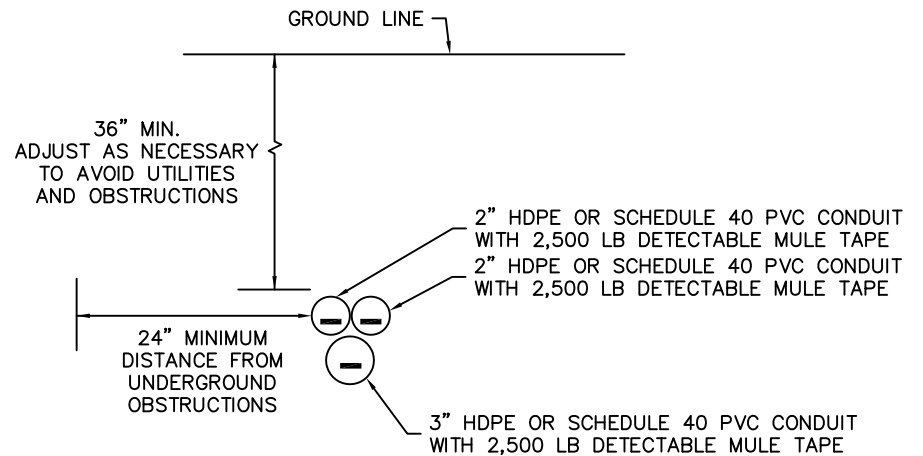 GROUND LINE
36” MIN.
ADJUST AS NECESSARY
TO AVOID UTILITIES
AND OBSTRUCTIONS
2” HDPE OR SCHEDULE 40 PVC CONDUIT
WITH 2,500 LB DETECTABLE MULE TAPE
2” HDPE OR SCHEDULE 40 PVC CONDUIT
WITH 2,500 LB DETECTABLE MULE TAPE
24” MINIMUM
DISTANCE FROM
UNDERGROUND
OBSTRUCTIONS
3” HDPE OR SCHEDULE 40 PVC CONDUIT
WITH 2,500 LB DETECTABLE MULE TAPE